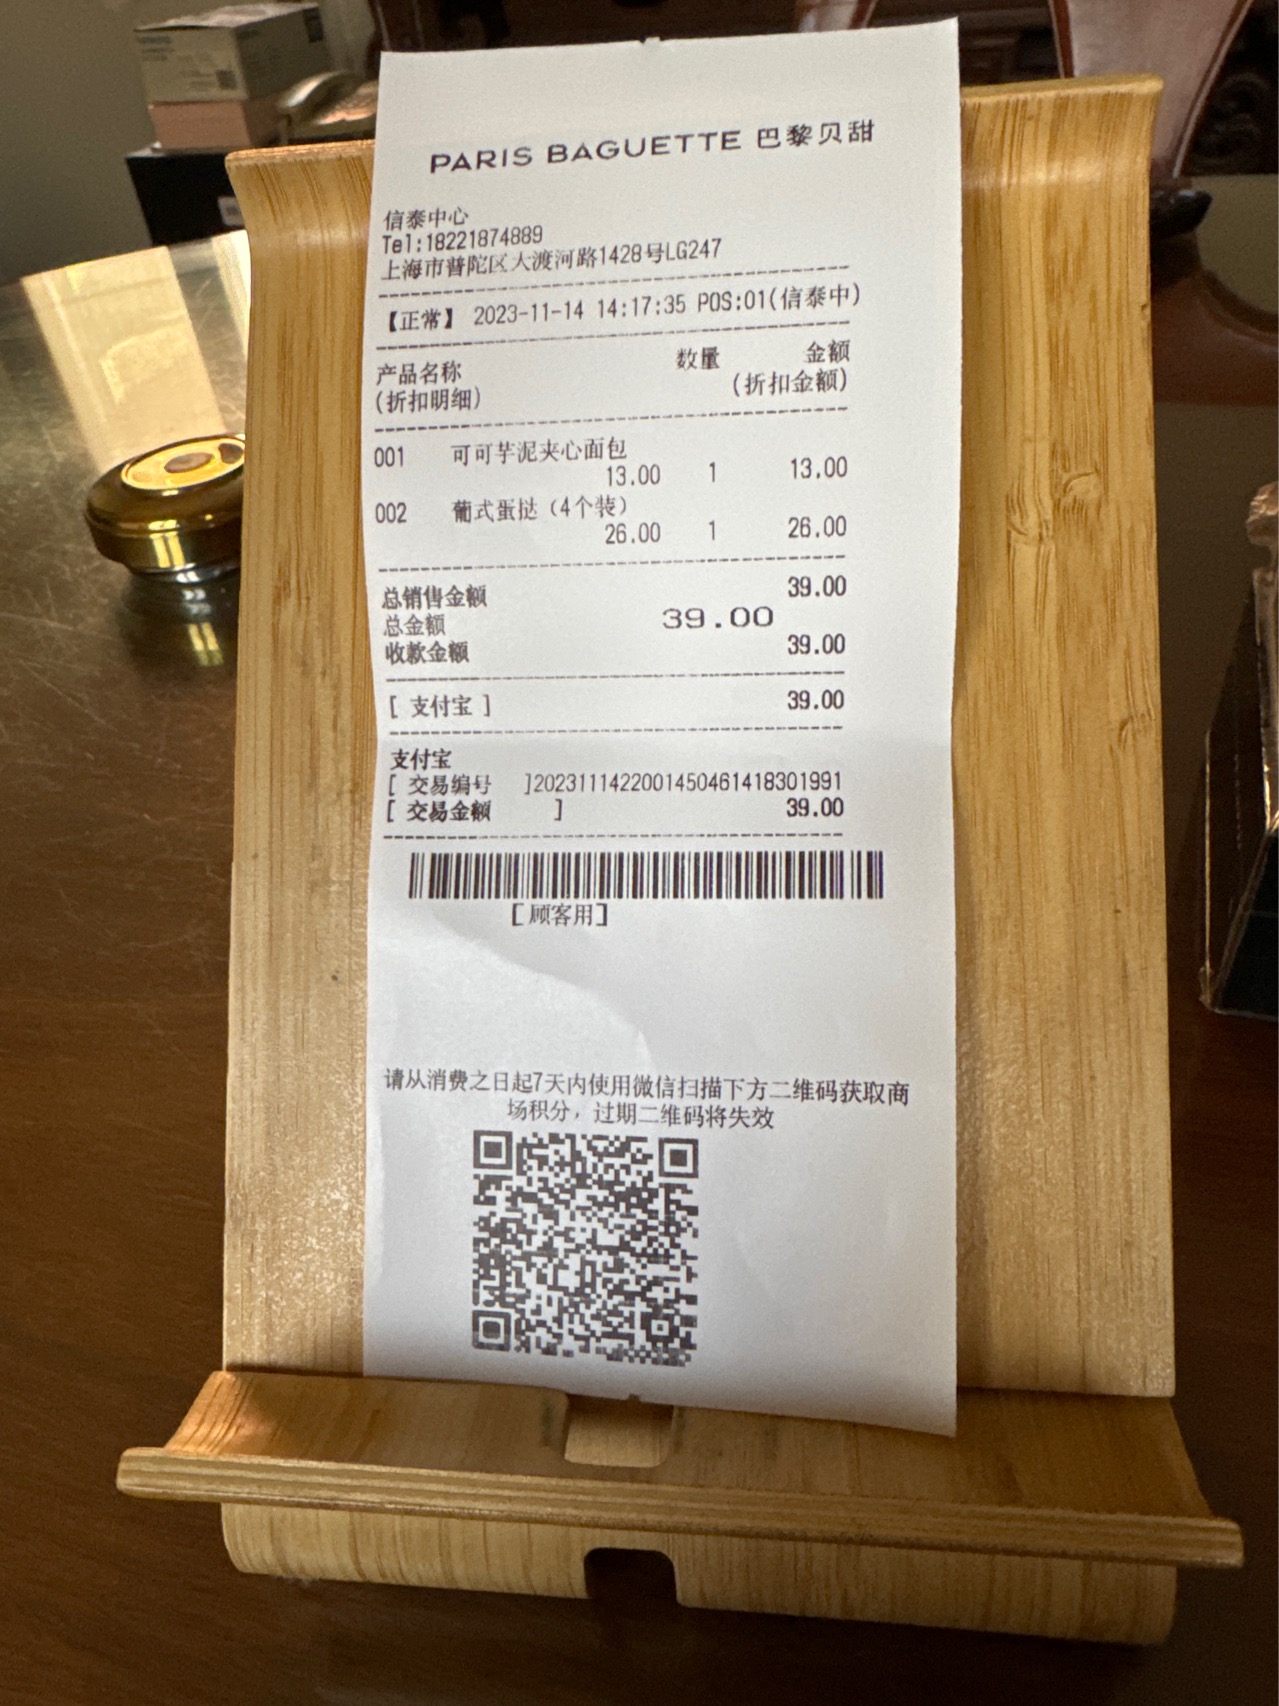 PARIS BAGUETTE 巴黎贝甜
信泰中心
Tel:18221874889
上海市普陀区大渡河路1428号LG247
【正常】 2023-11-14 14:17:35 POS:01(信泰中)
产品名称 数量 金额
(折扣明细) (折扣金额)
001 可可芋泥夹心面包
13.00 1 13.00
002 葡式蛋挞（4个装）
26.00 1 26.00
总销售金额 39.00
总金额 39.00
收款金额 39.00
[ 支付宝 ] 39.00
支付宝
[ 交易编号 ]2023111422001450461418301991
[ 交易金额 ] 39.00
[ 顾客用]
请从消费之日起7天内使用微信扫描下方二维码获取商
场积分，过期二维码将失效